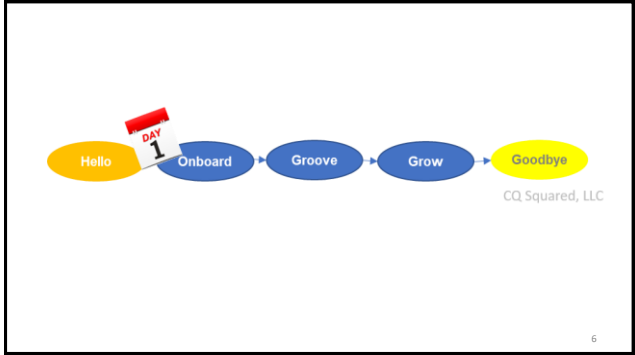 DAY
1
Hello
Onboard
Groove
Grow
Goodbye
CQ Squared, LLC
6